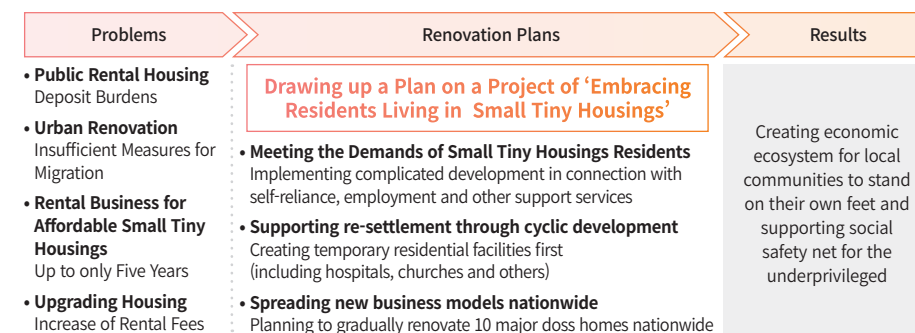 Problems
Renovation Plans
Results
• Public Rental Housing
Deposit Burdens
• Urban Renovation
Insufficient Measures for
Migration
• Rental Business for
Affordable Small Tiny
Housings
Up to only Five Years
• Upgrading Housing
Increase of Rental Fees
Drawing up a Plan on a Project of ‘Embracing
Residents Living in Small Tiny Housings’
• Meeting the Demands of Small Tiny Housings Residents
Implementing complicated development in connection with
self-reliance, employment and other support services
• Supporting re-settlement through cyclic development
Creating temporary residential facilities first
(including hospitals, churches and others)
• Spreading new business models nationwide
Planning to gradually renovate 10 major doss homes nationwide
Creating economic
ecosystem for local
communities to stand
on their own feet and
supporting social
safety net for the
underprivileged